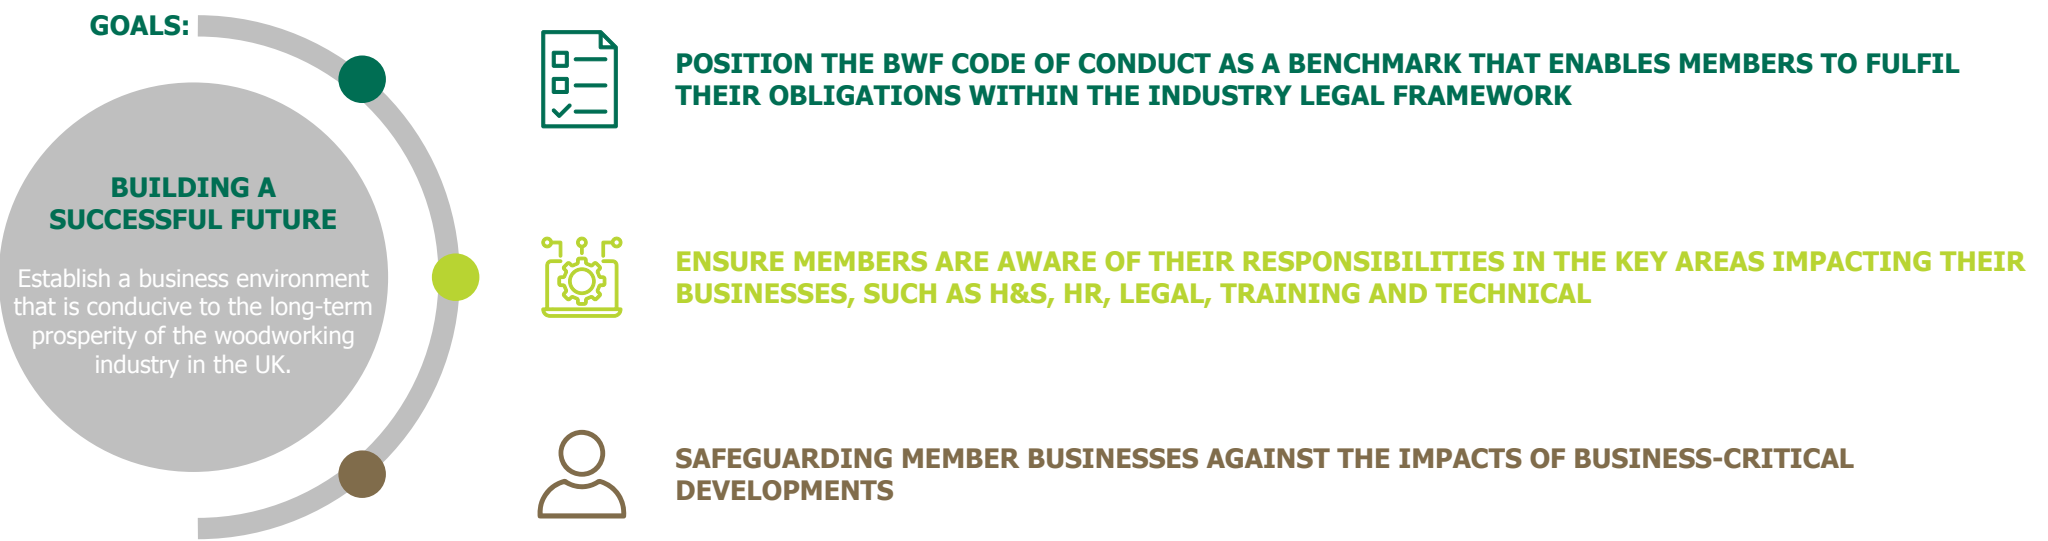 GOALS:
BUILDING A
SUCCESSFUL FUTURE
Establish a business environment
that is conducive to the long-term
prosperity of the woodworking
industry in the UK.
POSITION THE BWF CODE OF CONDUCT AS A BENCHMARK THAT ENABLES MEMBERS TO FULFIL
THEIR OBLIGATIONS WITHIN THE INDUSTRY LEGAL FRAMEWORK
ENSURE MEMBERS ARE AWARE OF THEIR RESPONSIBILITIES IN THE KEY AREAS IMPACTING THEIR
BUSINESSES, SUCH AS H&S, HR, LEGAL, TRAINING AND TECHNICAL
SAFEGUARDING MEMBER BUSINESSES AGAINST THE IMPACTS OF BUSINESS-CRITICAL
DEVELOPMENTS